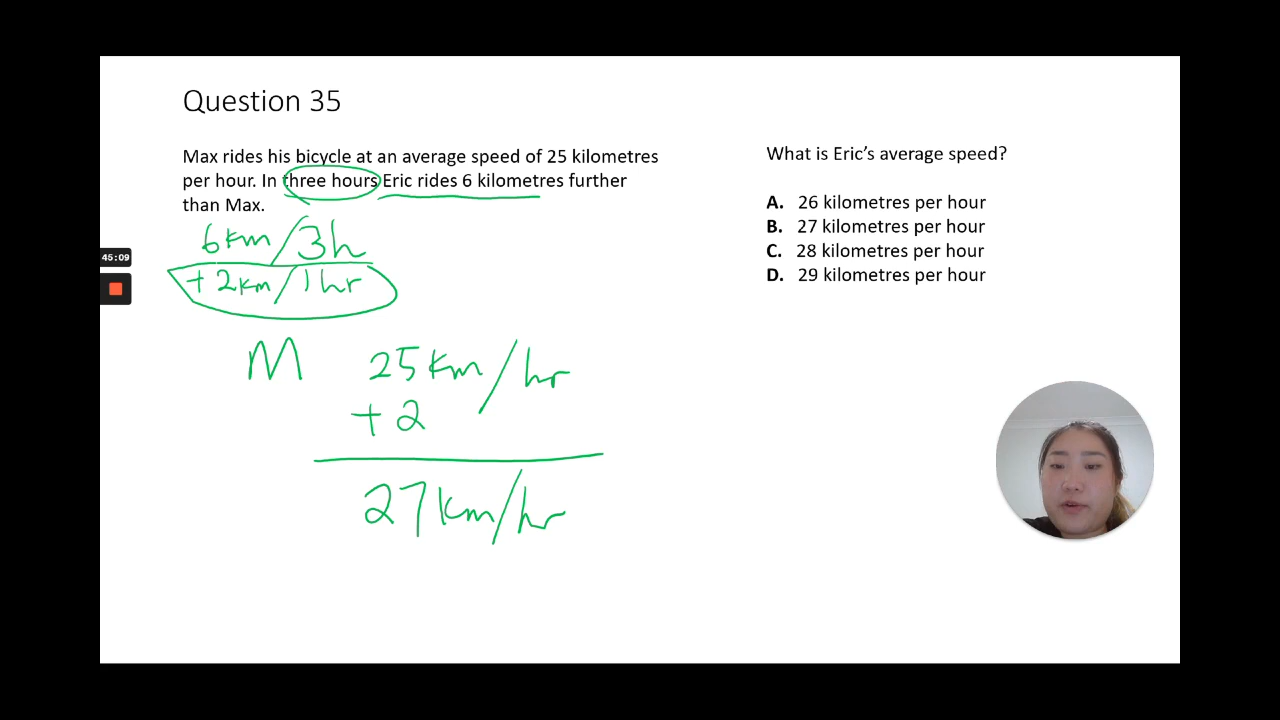 Question 35
Max rides his bicycle at an average speed of 25 kilometres
per hour. In three hours Eric rides 6 kilometres further
than Max.
6km/3h
+2km/1hr
M 25km/hr
+2
27km/hr
What is Eric's average speed?
A. 26 kilometres per hour
B. 27 kilometres per hour
C. 28 kilometres per hour
D. 29 kilometres per hour
45:09